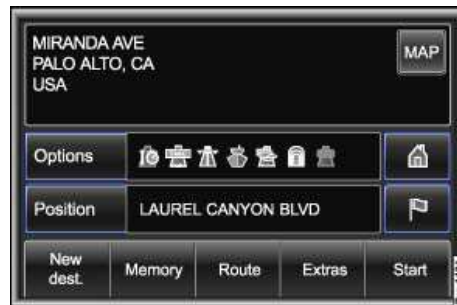 MIRANDA AVE
PALO ALTO, CA
USA
MAP
Options
Position
LAUREL CANYON BLVD
New
dest.
Memory
Route
Extras
Start